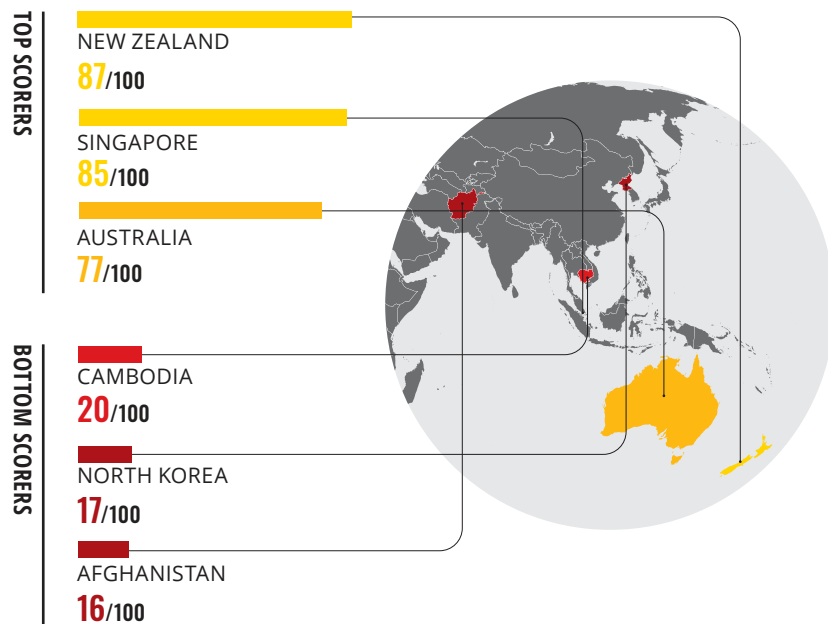 TOP SCORERS
NEW ZEALAND
87/100
SINGAPORE
85/100
AUSTRALIA
77/100
BOTTOM SCORERS
CAMBODIA
20/100
NORTH KOREA
17/100
AFGHANISTAN
16/100